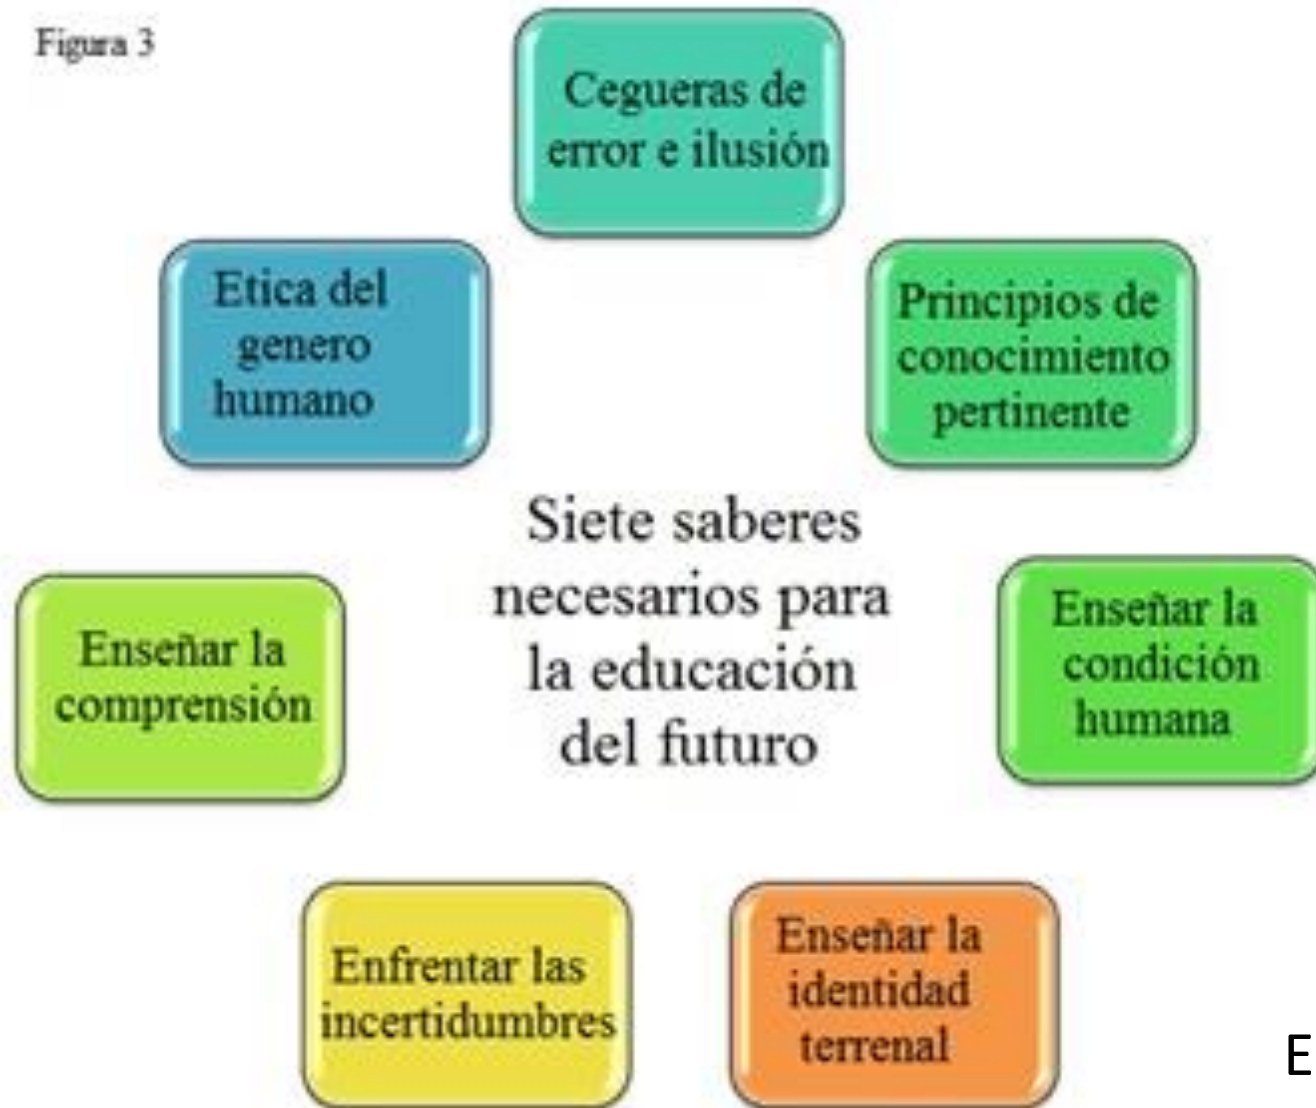 Figura 3
Cegueras de
error e ilusión
Etica del
genero
humano
Principios de
conocimiento
pertinente
Siete saberes
necesarios para
la educación
del futuro
Enseñar la
comprensión
Enseñar la
condición
humana
Enfrentar las
incertidumbres
Enseñar la
identidad
terrenal
E